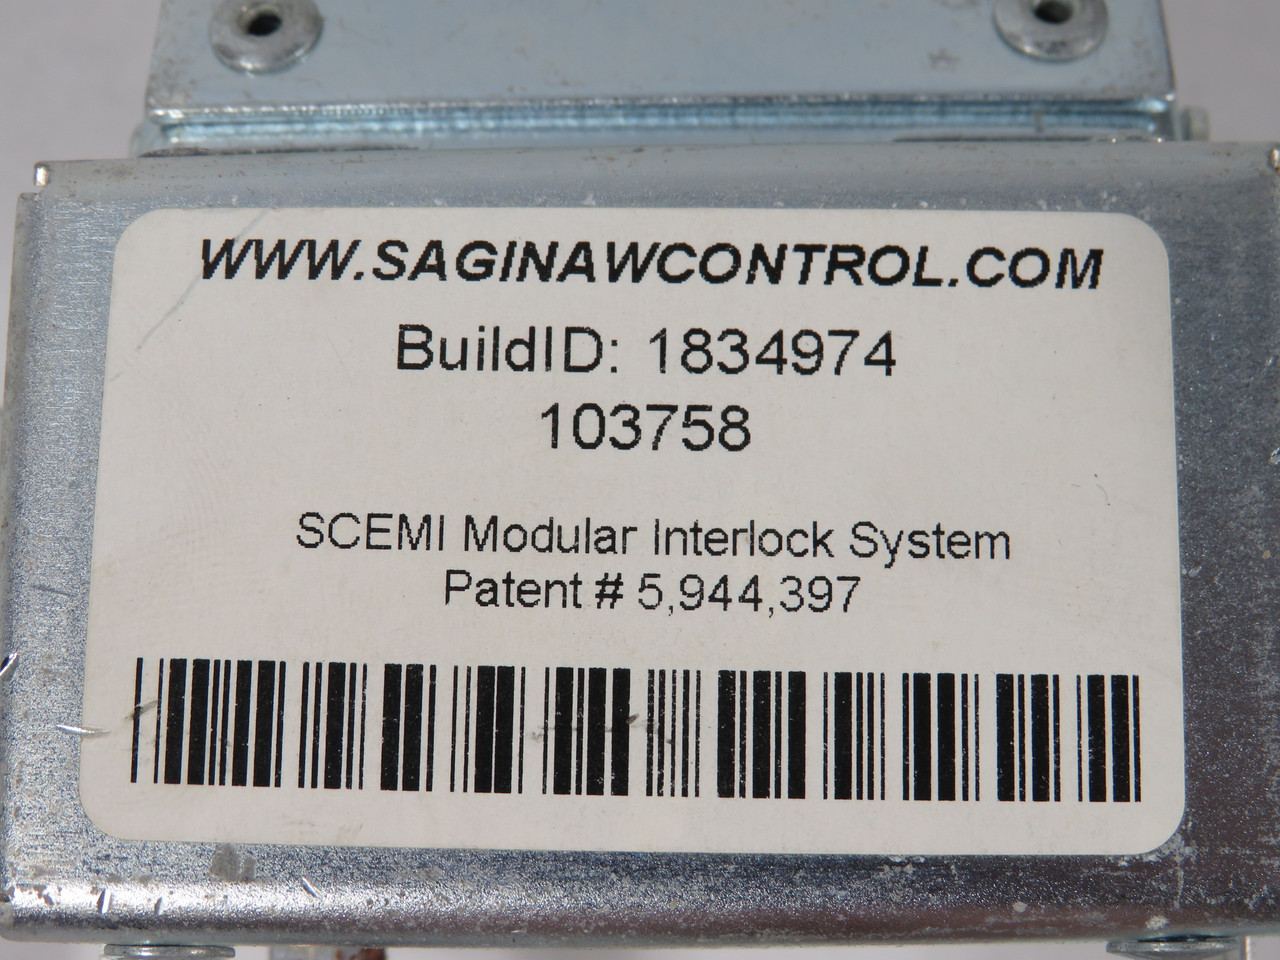 WWW.SAGINAWCONTROL.COM
BuildID: 1834974
103758
SCEMI Modular Interlock System
Patent # 5,944,397